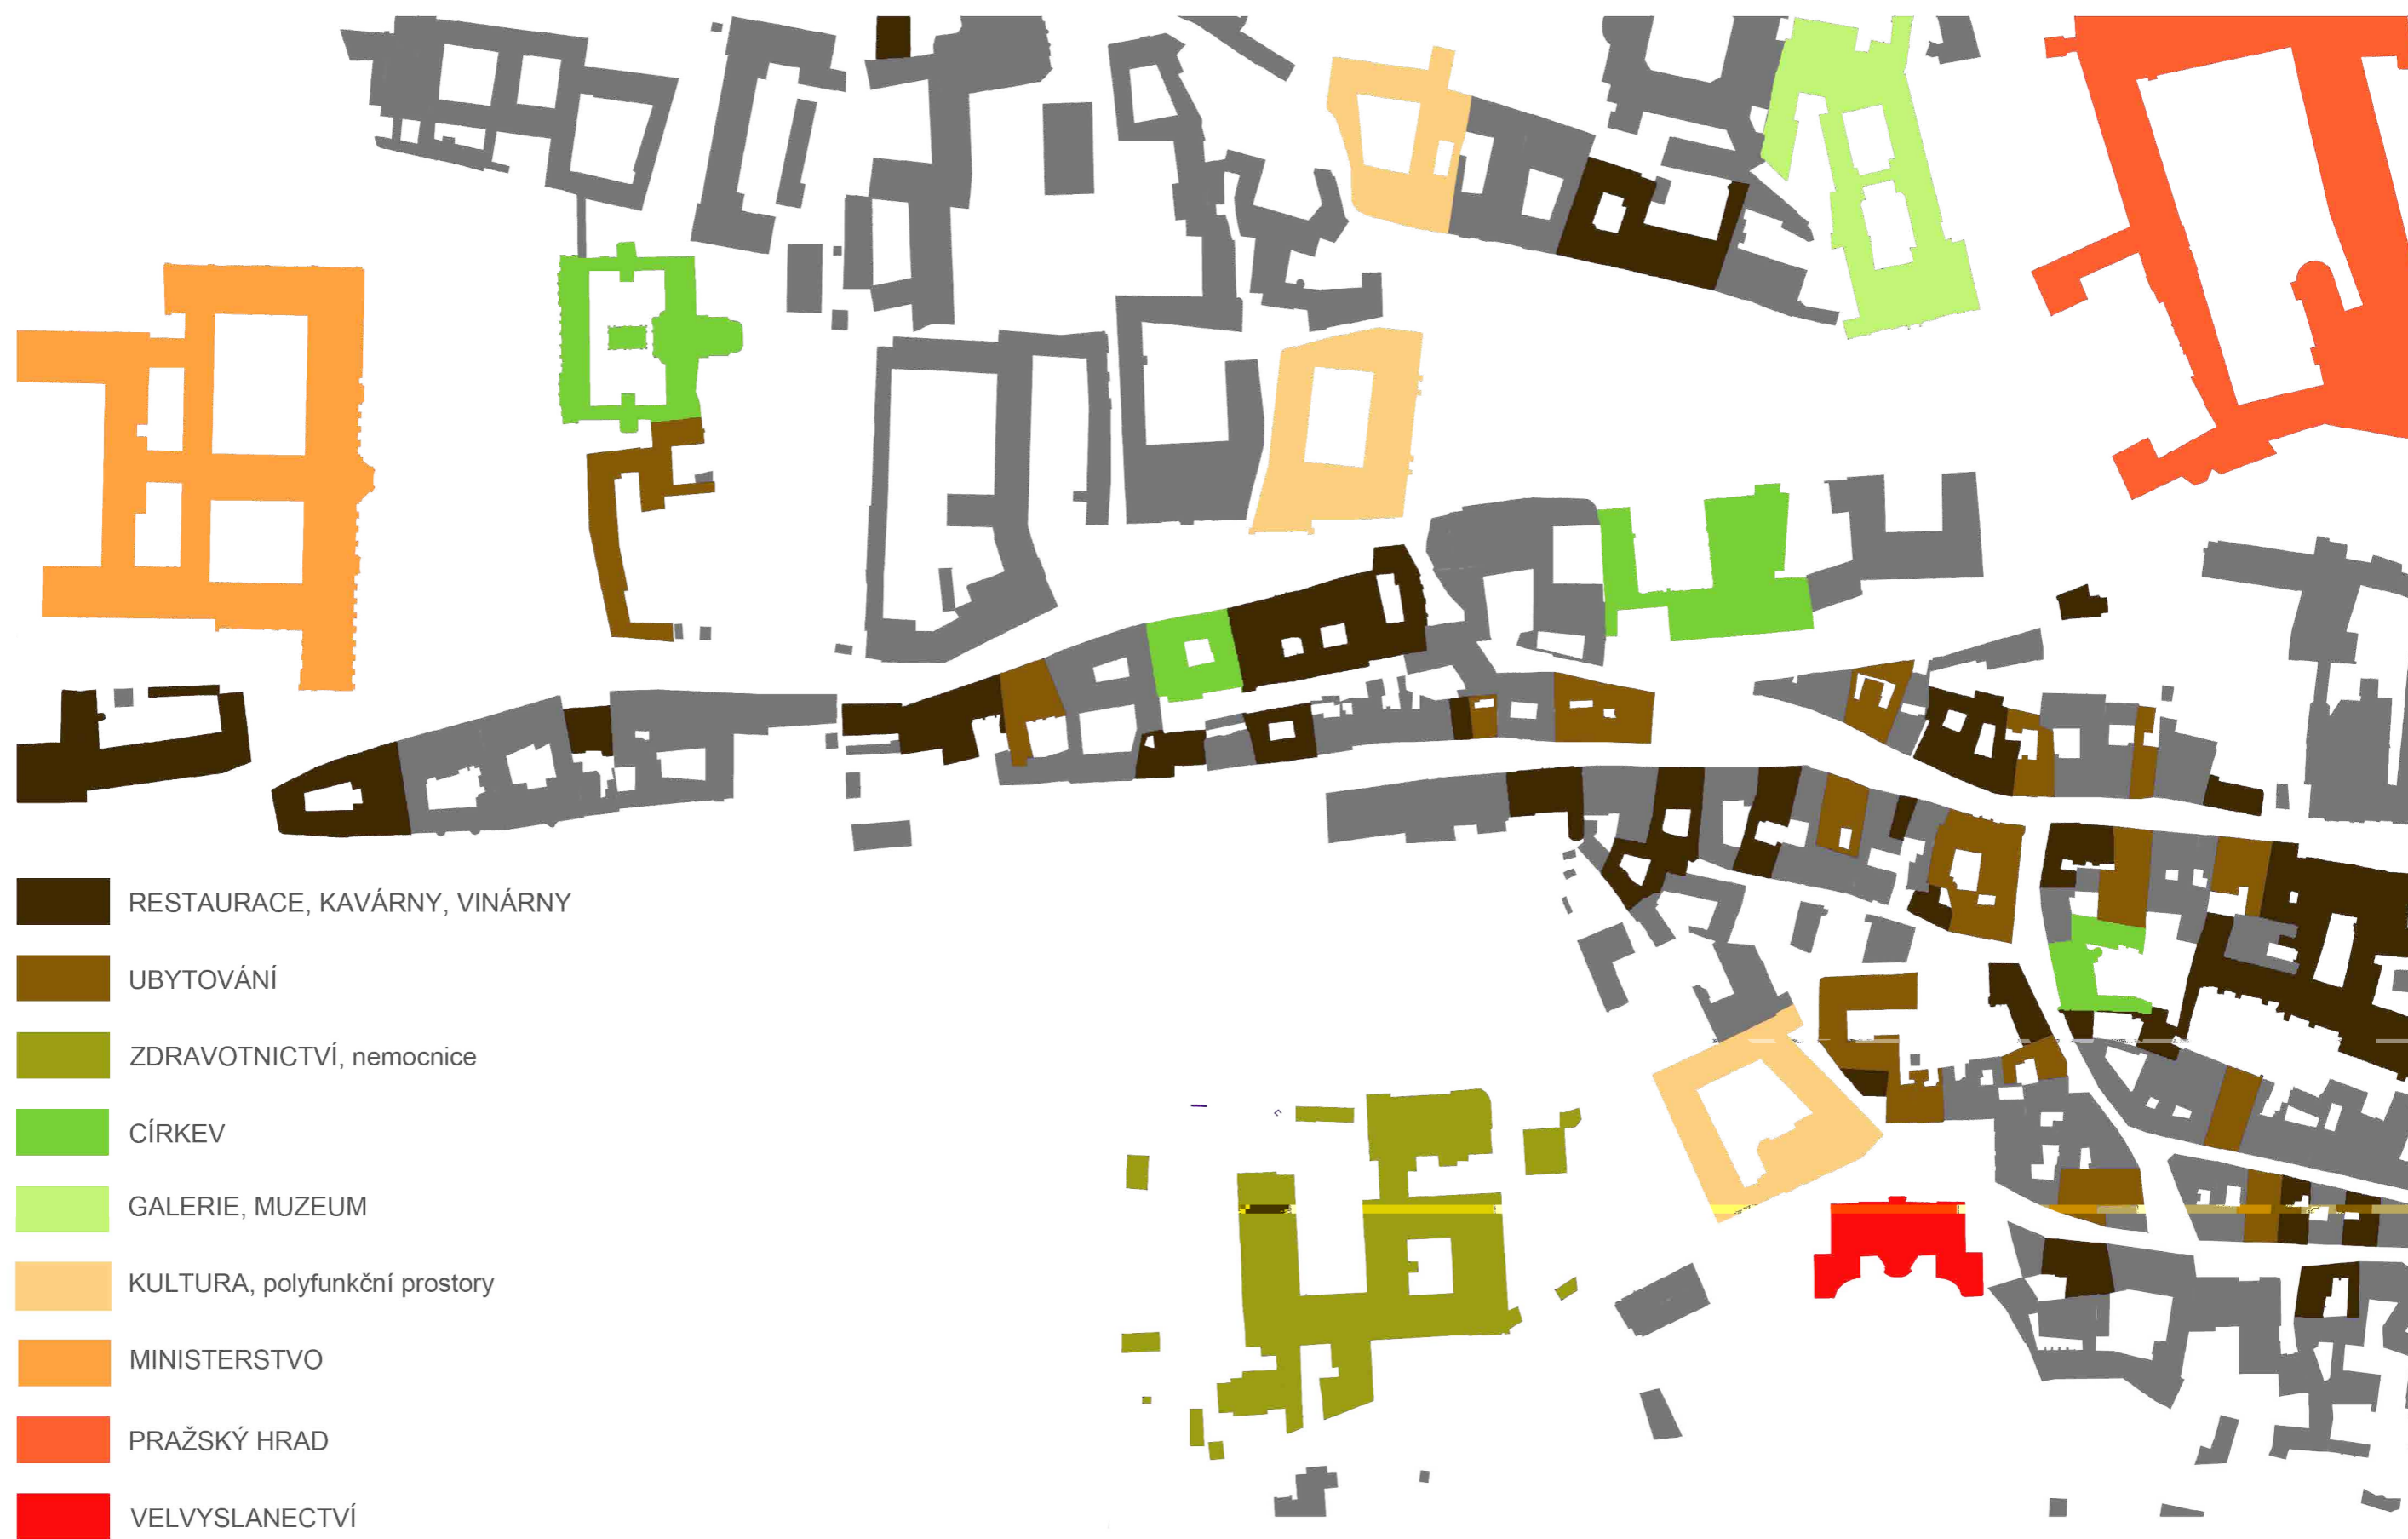 RESTAURACE, KAVÁRNY, VINÁRNY
UBYTOVÁNÍ
ZDRAVOTNICTVÍ, nemocnice
CÍRKEV
GALERIE, MUZEUM
KULTURA, polyfunkční prostory
MINISTERSTVO
PRAŽSKÝ HRAD
VELVYSLANECTVÍ